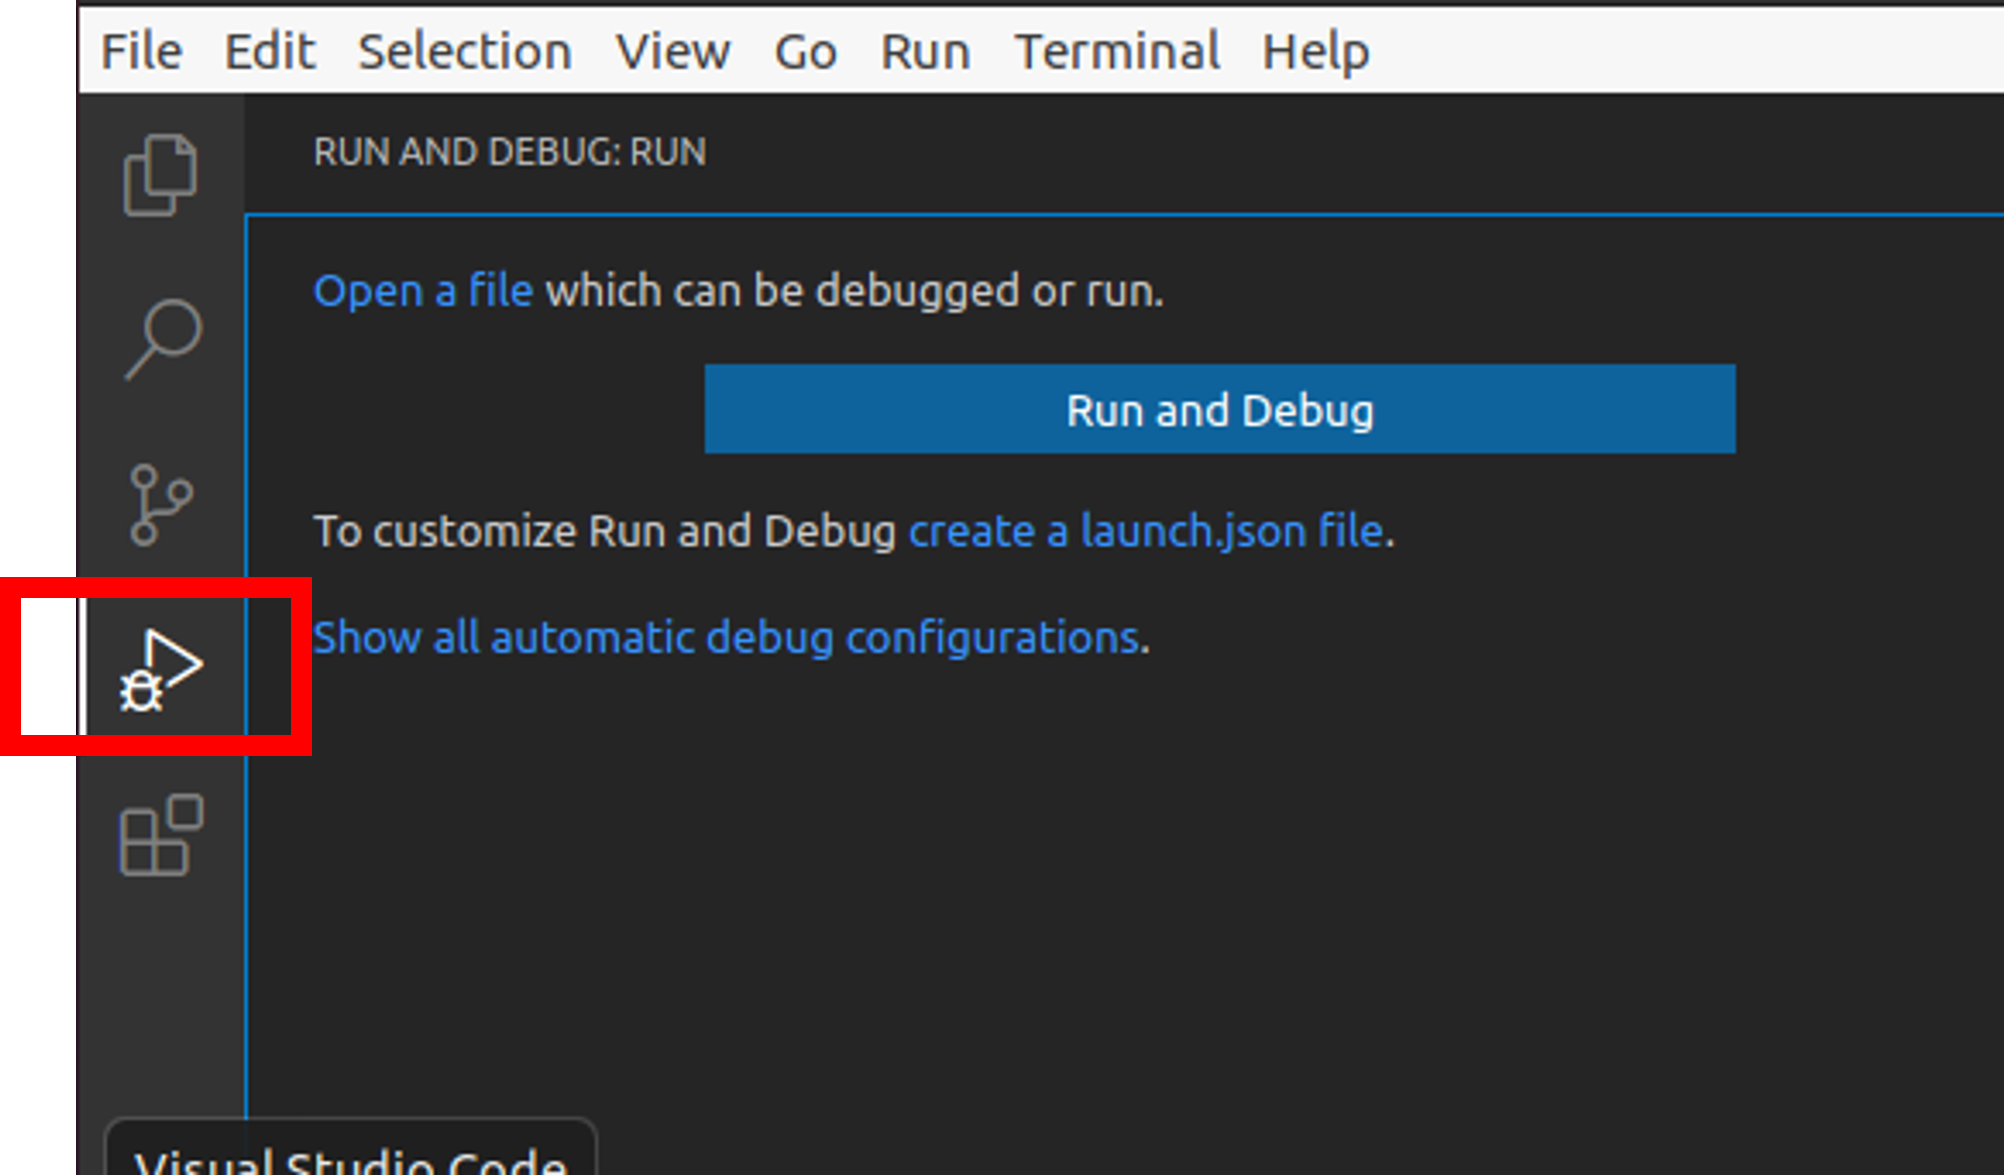 File Edit Selection View Go Run Terminal Help
RUN AND DEBUG: RUN
Open a file which can be debugged or run.
Run and Debug
To customize Run and Debug create a launch.json file.
Show all automatic debug configurations.
Visual Studio Code